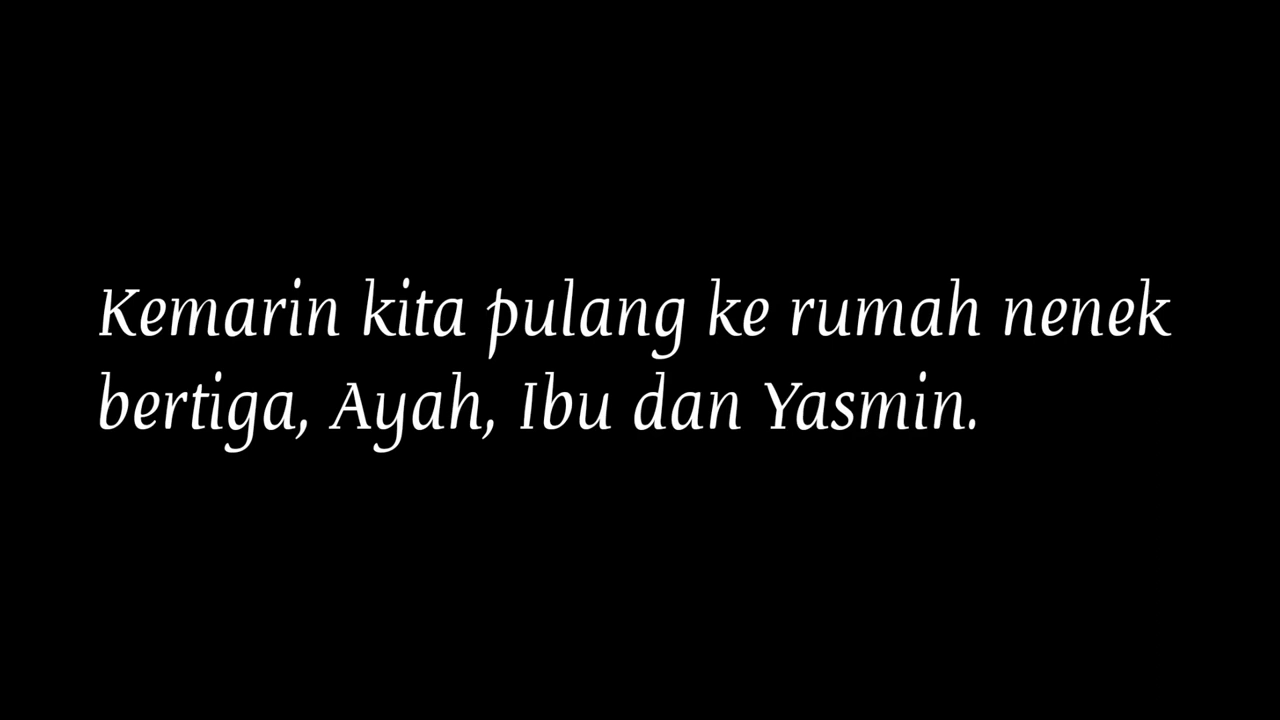 Kemarin kita pulang ke rumah nenek
bertiga, Ayah, Ibu dan Yasmin.